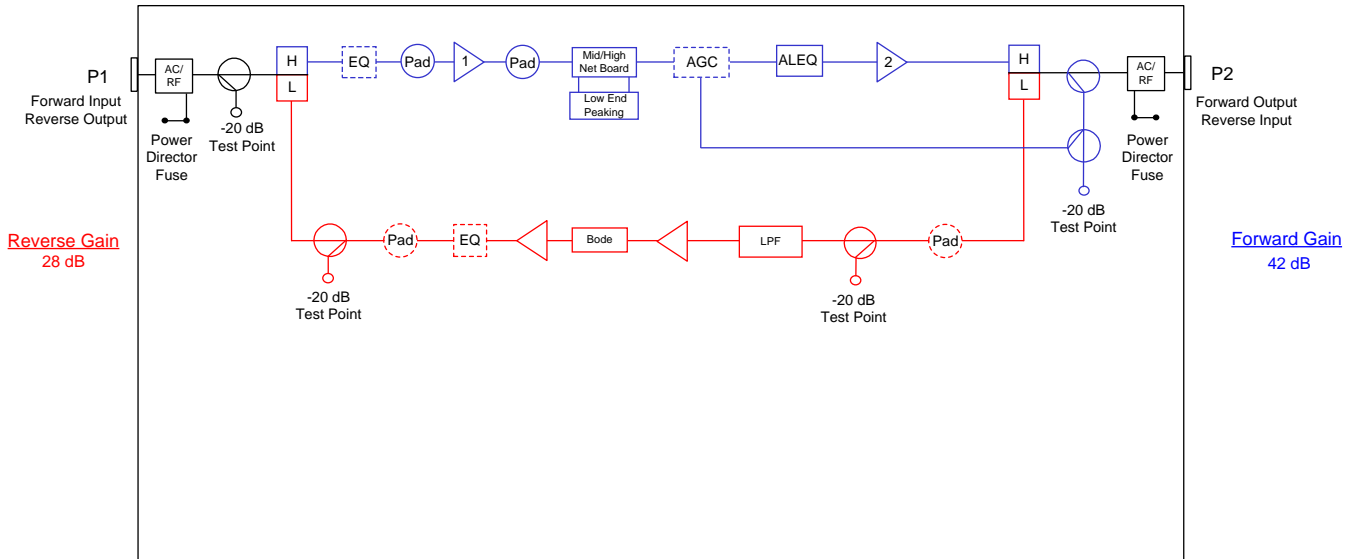 P1
Forward Input
Reverse Output
AC/
RF
Power
Director
Fuse
-20 dB
Test Point
H
L
EQ
Pad
1
Pad
Mid/High
Net Board
Low End
Peaking
AGC
ALEQ
2
H
L
-20 dB
Test Point
AC/
RF
Power
Director
Fuse
P2
Forward Output
Reverse Input
Reverse Gain
28 dB
-20 dB
Test Point
Pad
EQ
Bode
LPF
-20 dB
Test Point
Pad
Forward Gain
42 dB